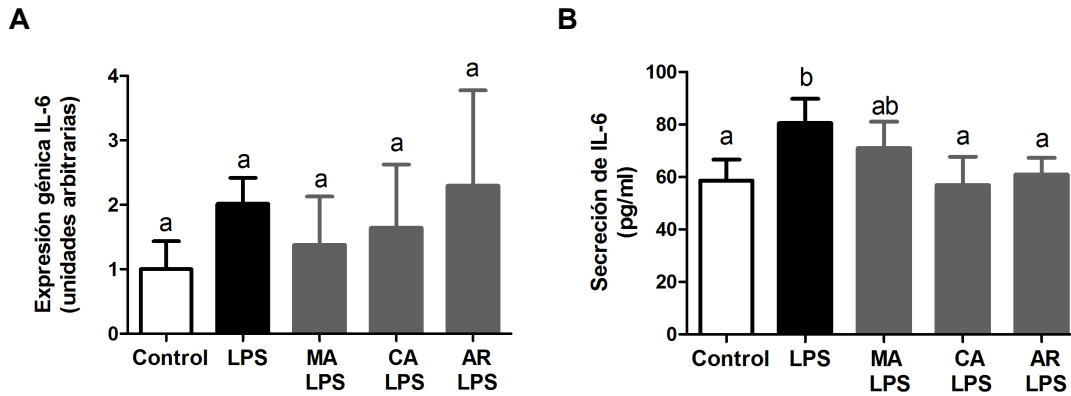 A
Expresión génica IL-6
(unidades arbitrarias)
4
3
2
1
0
a
a
a
a
a
Control
LPS
MA
LPS
CA
LPS
AR
LPS
B
Secreción de IL-6
(pg/ml)
100
80
60
40
20
0
a
b
ab
a
a
Control
LPS
MA
LPS
CA
LPS
AR
LPS